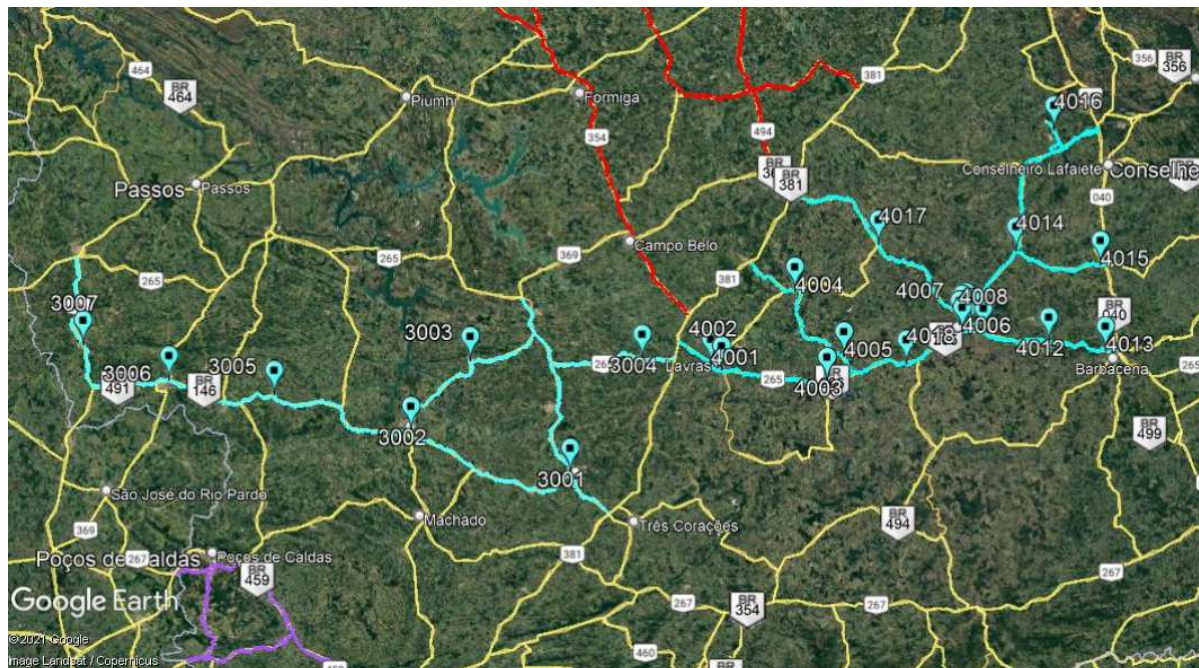 464
BR
464
Piumhi
Formiga
381
356
BR
356
4016
354
494
BR
381
Conselheiro Lafaiete
Conselhe
Passos
Passos
040
265
369
Campo Belo
4017
4014
4015
265
381
4004
4007
4008
4006
BR
040
3007
3003
4002
4001
4018
4012
4013
3006
3005
265
3004
Lavras
4005
Barbacena
BR
491
BR
146
265
4003
265
3002
BR
499
3001
São José do Rio Pardo
Machado
Três Corações
BR
494
369
381
267
Poços de Caldas
267
Poços de Caldas
BR
459
267
Google Earth
267
BR
354
267
© 2021 Google
460
Image Landsat / Copernicus
459
BR